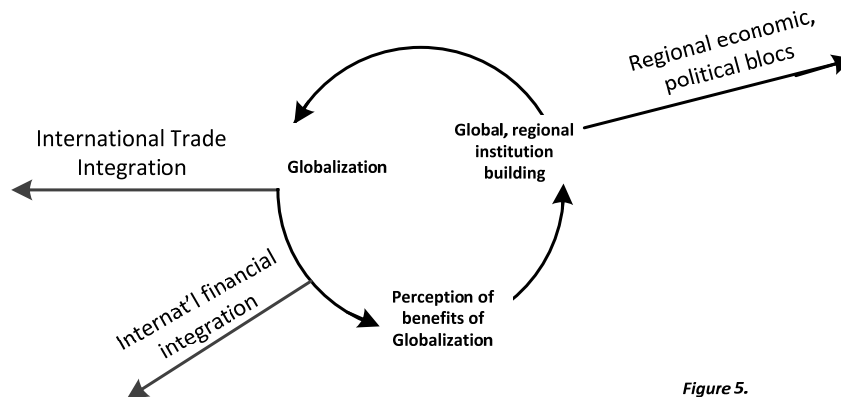 Regional economic,
political blocs
International Trade
Integration
Globalization
Global, regional
institution
building
Internat'l financial
integration
Perception of
benefits of
Globalization
Figure 5.